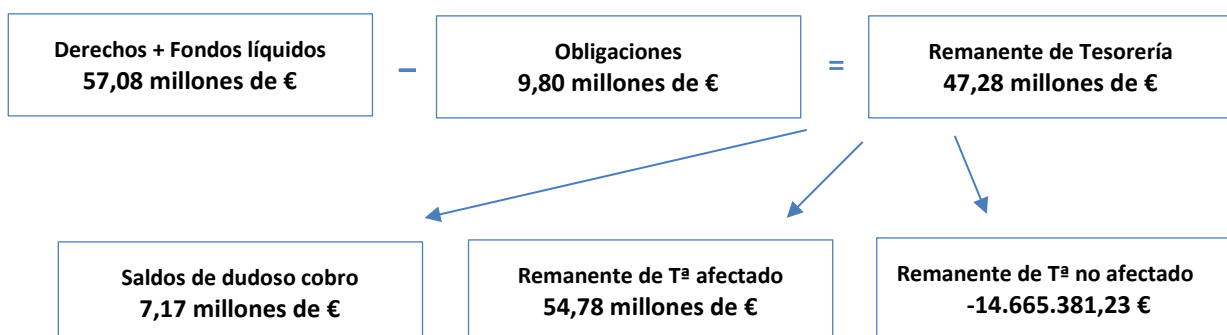 Derechos + Fondos líquidos
57,08 millones de €
–
Obligaciones
9,80 millones de €
=
Remanente de Tesorería
47,28 millones de €
Saldos de dudoso cobro
7,17 millones de €
Remanente de Tª afectado
54,78 millones de €
Remanente de Tª no afectado
-14.665.381,23 €